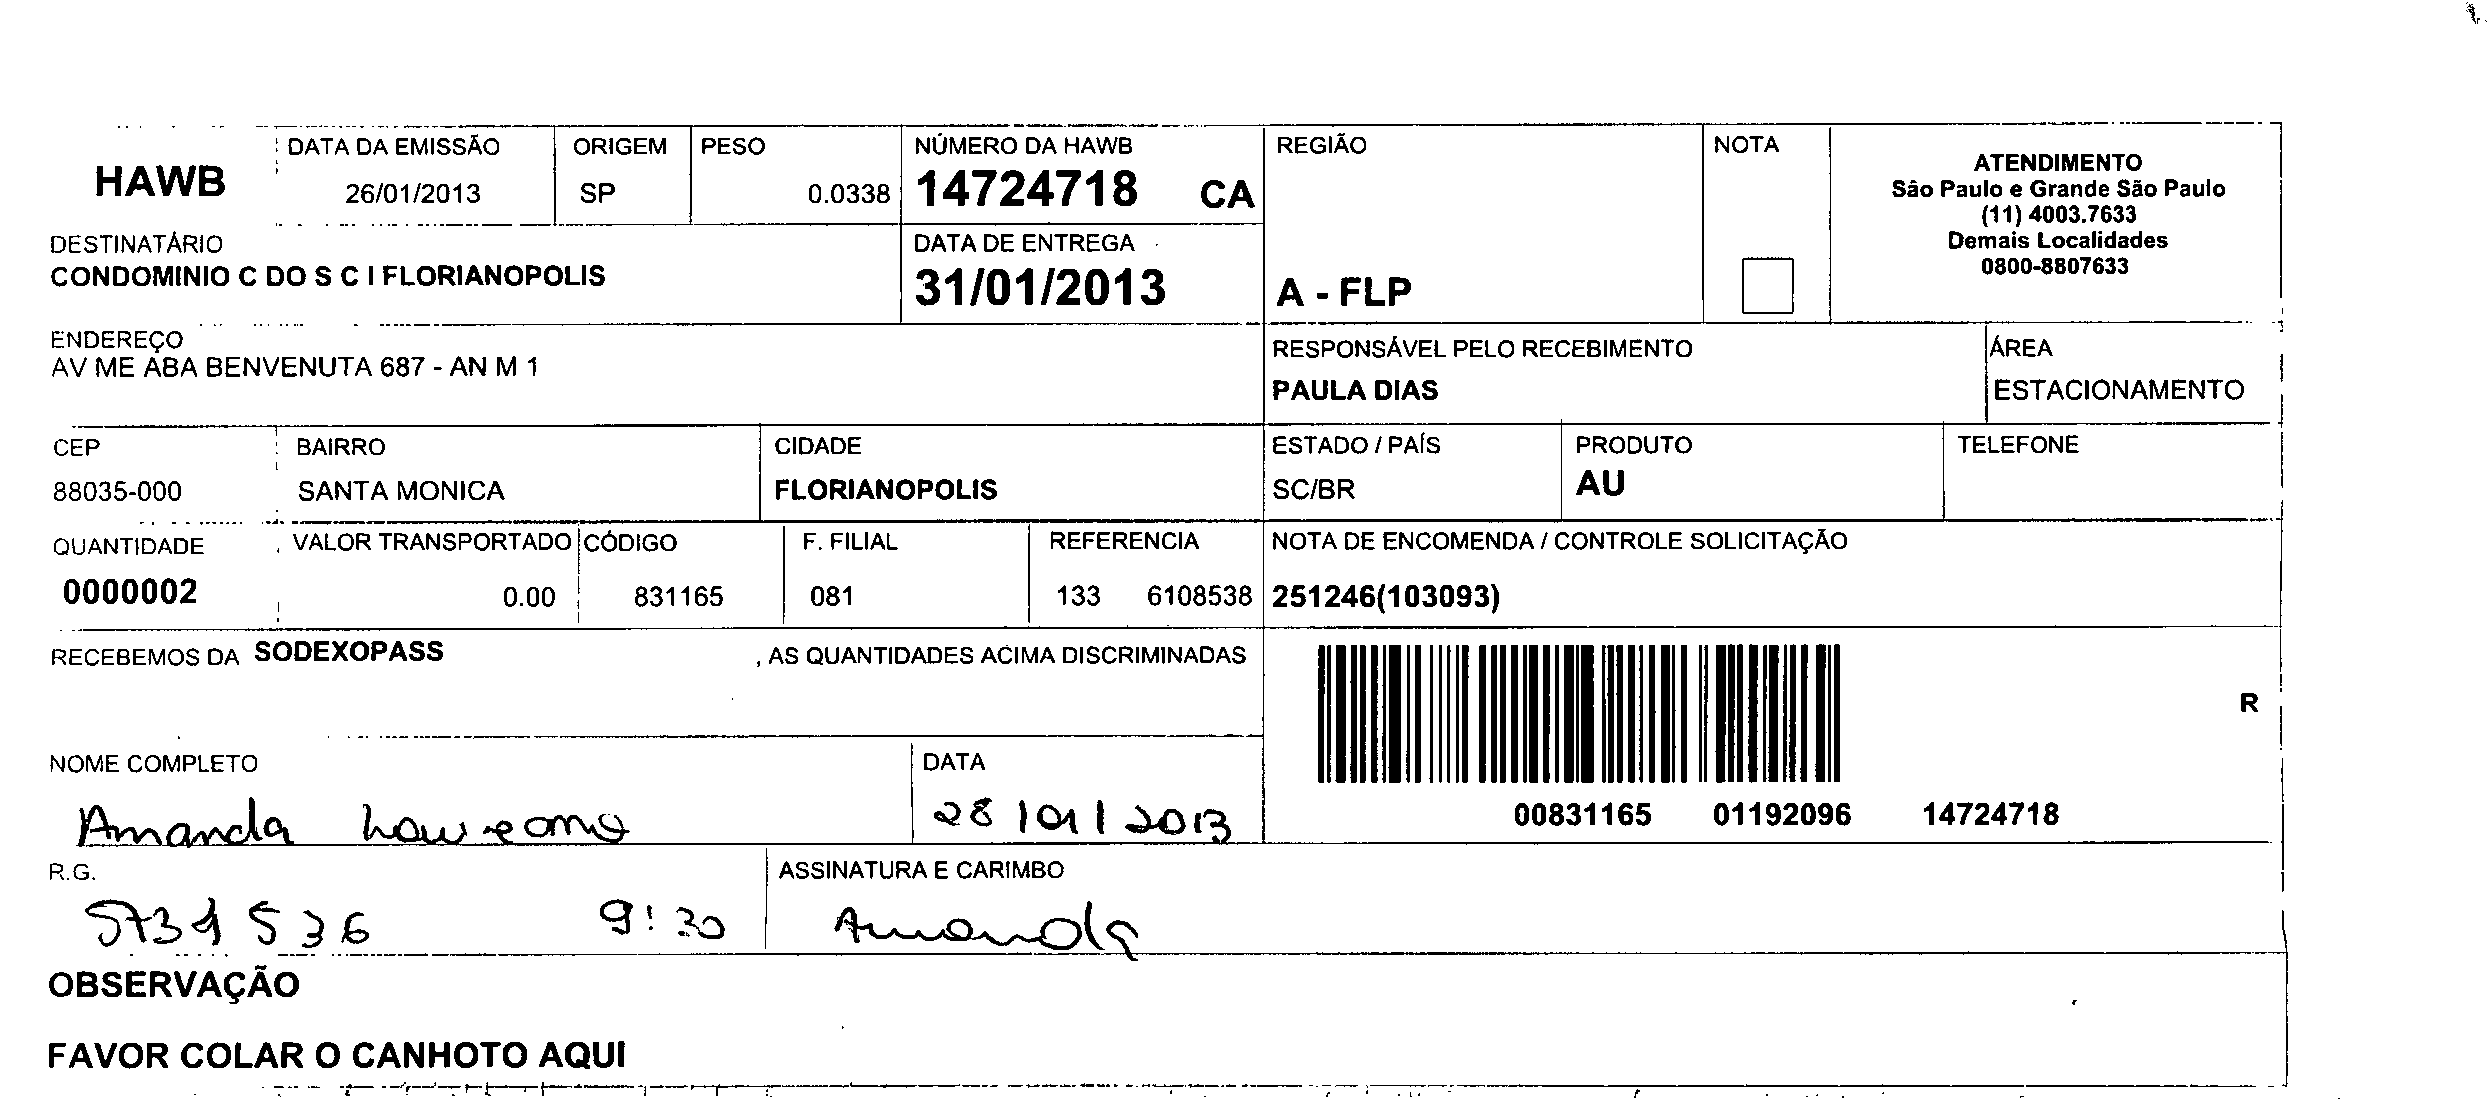 HAWB
DATA DA EMISSÃO
26/01/2013
ORIGEM
SP
PESO
0.0338
NÚMERO DA HAWB
14724718 CA
REGIÃO
A - FLP
NOTA
ATENDIMENTO
São Paulo e Grande São Paulo
(11) 4003.7633
Demais Localidades
0800-8807633
DESTINATÁRIO
CONDOMINIO C DO S C I FLORIANOPOLIS
DATA DE ENTREGA
31/01/2013
ENDEREÇO
AV ME ABA BENVENUTA 687 - AN M 1
RESPONSÁVEL PELO RECEBIMENTO
PAULA DIAS
ÁREA
ESTACIONAMENTO
CEP
88035-000
BAIRRO
SANTA MONICA
CIDADE
FLORIANOPOLIS
ESTADO / PAÍS
SC/BR
PRODUTO
AU
TELEFONE
QUANTIDADE
0000002
VALOR TRANSPORTADO
0.00
CÓDIGO
831165
F. FILIAL
081
REFERENCIA
133 6108538
NOTA DE ENCOMENDA / CONTROLE SOLICITAÇÃO
251246(103093)
RECEBEMOS DA SODEXOPASS , AS QUANTIDADES ACIMA DISCRIMINADAS
R
00831165 01192096 14724718
NOME COMPLETO
Amanda
DATA
28/01/2013
R.G.
9:30
ASSINATURA E CARIMBO
Amanda
OBSERVAÇÃO
FAVOR COLAR O CANHOTO AQUI